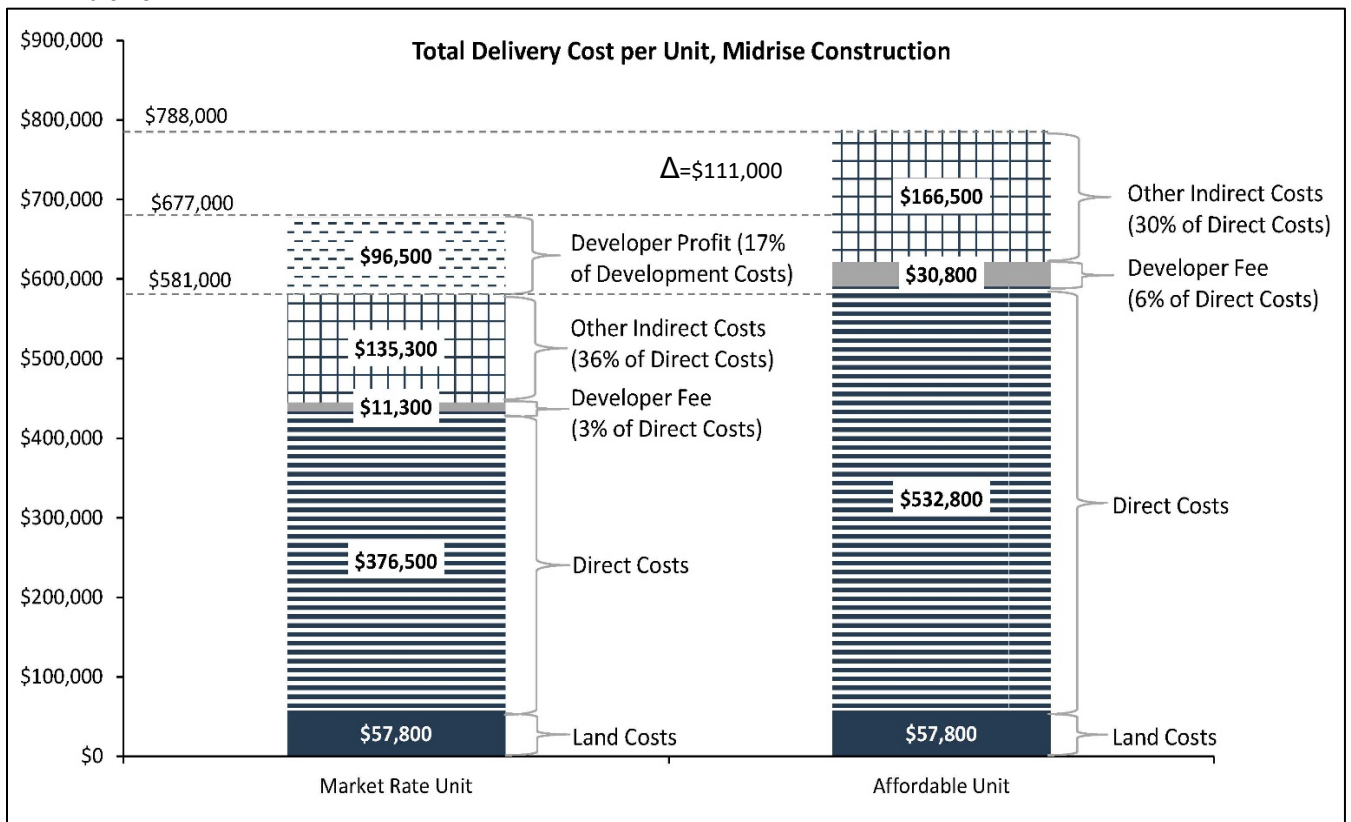 Total Delivery Cost per Unit, Midrise Construction
$900,000
$800,000
$700,000
$600,000
$500,000
$400,000
$300,000
$200,000
$100,000
$0
$788,000
$677,000
$581,000
Δ=$111,000
$96,500
$135,300
$11,300
$376,500
$57,800
Developer Profit (17%
of Development Costs)
Other Indirect Costs
(36% of Direct Costs)
Developer Fee
(3% of Direct Costs)
Direct Costs
Land Costs
$166,500
$30,800
$532,800
$57,800
Other Indirect Costs
(30% of Direct Costs)
Developer Fee
(6% of Direct Costs)
Direct Costs
Land Costs
Market Rate Unit
Affordable Unit